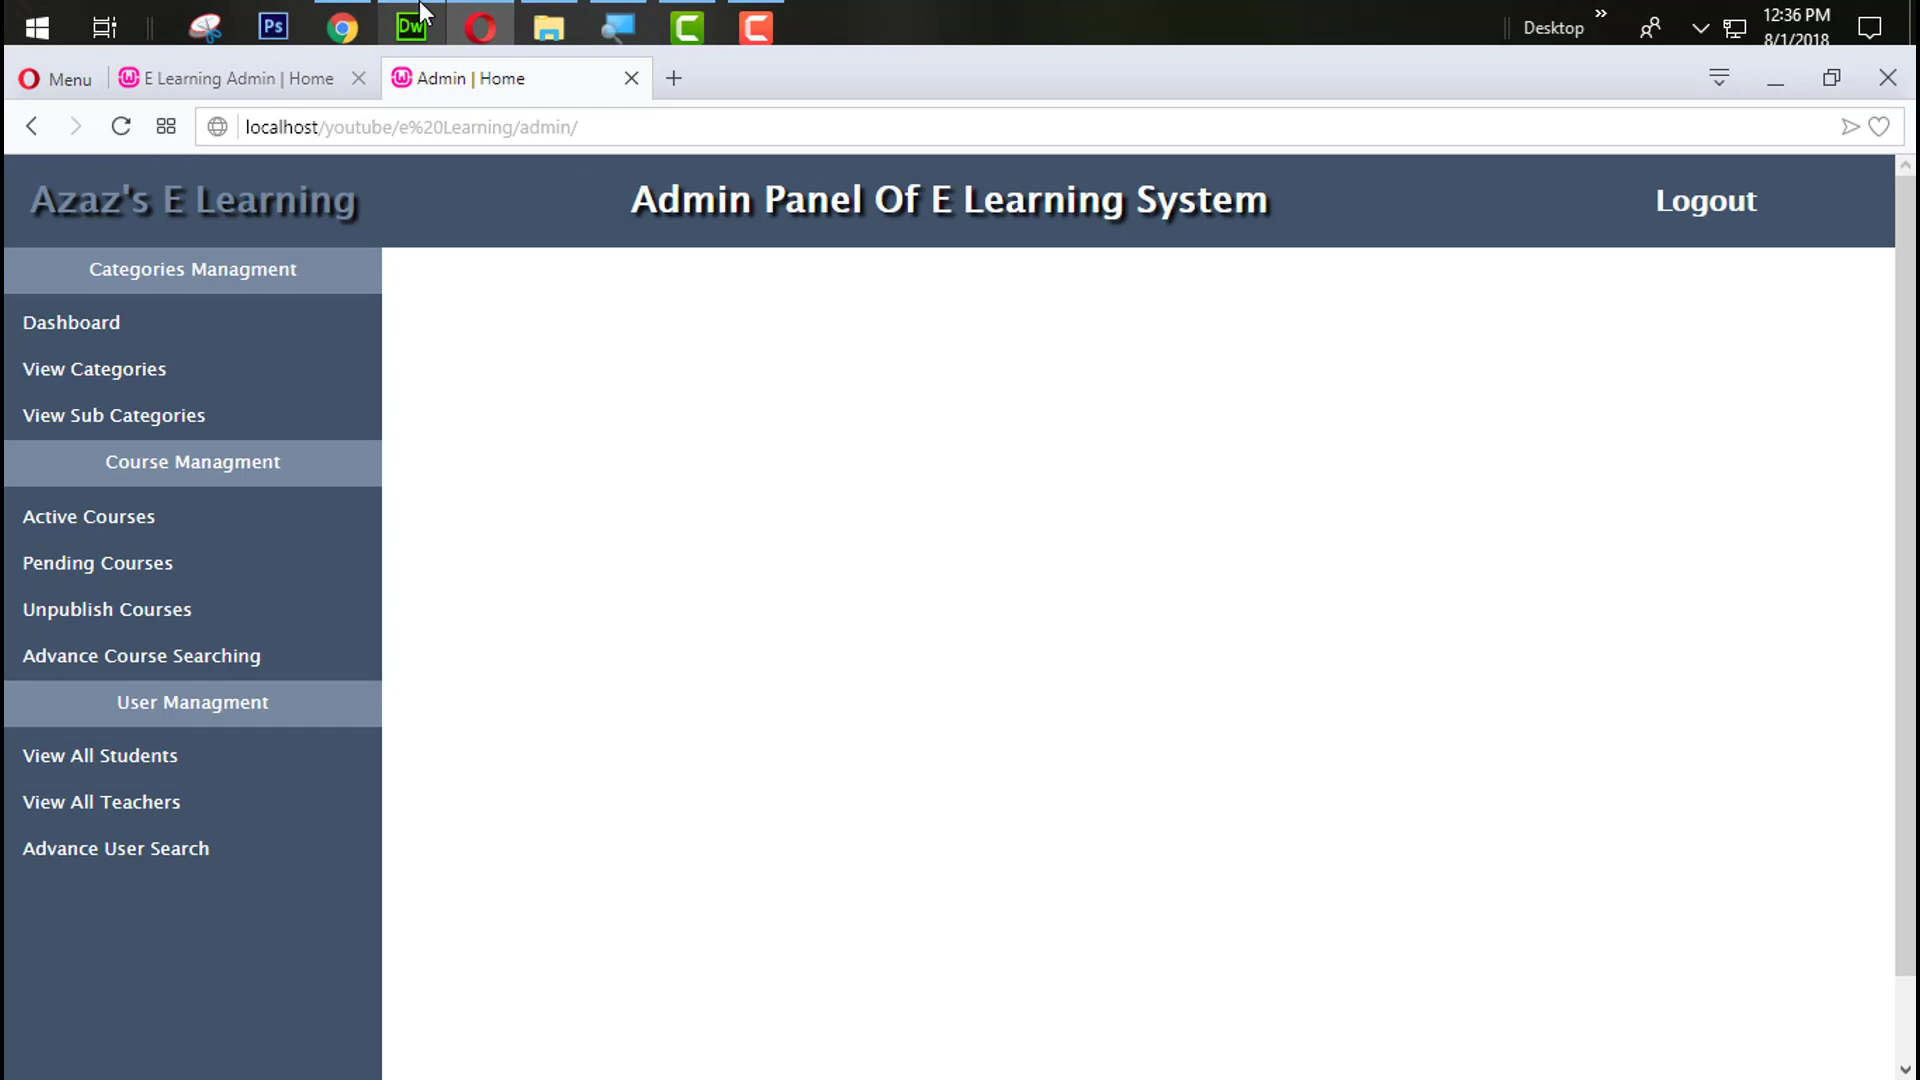 Ps
Dw
Desktop
»
12:36 PM
8/1/2018
Menu
E Learning Admin | Home
Admin | Home
localhost/youtube/e%20Learning/admin/
Azaz's E Learning
Admin Panel Of E Learning System
Logout
Categories Managment
Dashboard
View Categories
View Sub Categories
Course Managment
Active Courses
Pending Courses
Unpublish Courses
Advance Course Searching
User Managment
View All Students
View All Teachers
Advance User Search